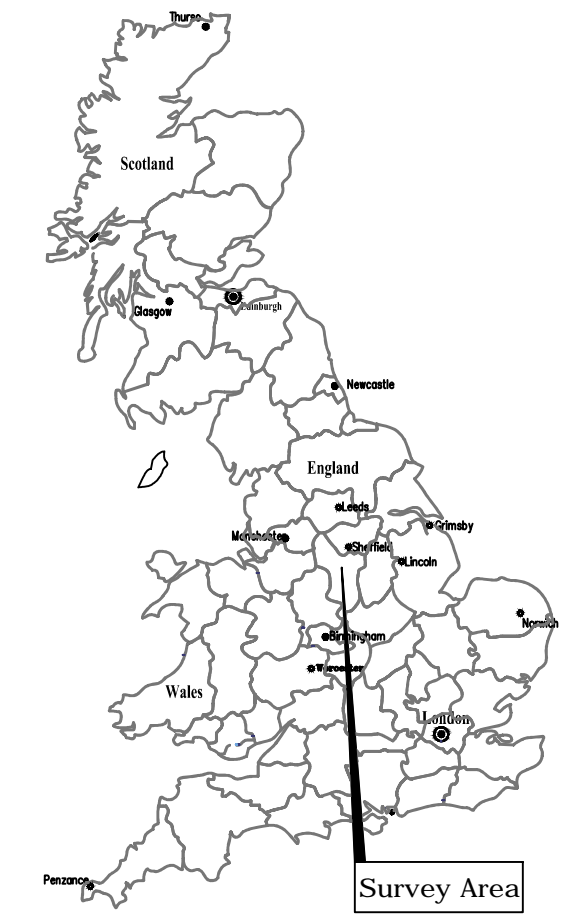 Thurso
Scotland
Edinburgh
Glasgow
Newcastle
England
Leeds
Grimsby
Manchester
Sheffield
Lincoln
Norwich
Birmingham
Worcester
Wales
London
Penzance
Survey Area